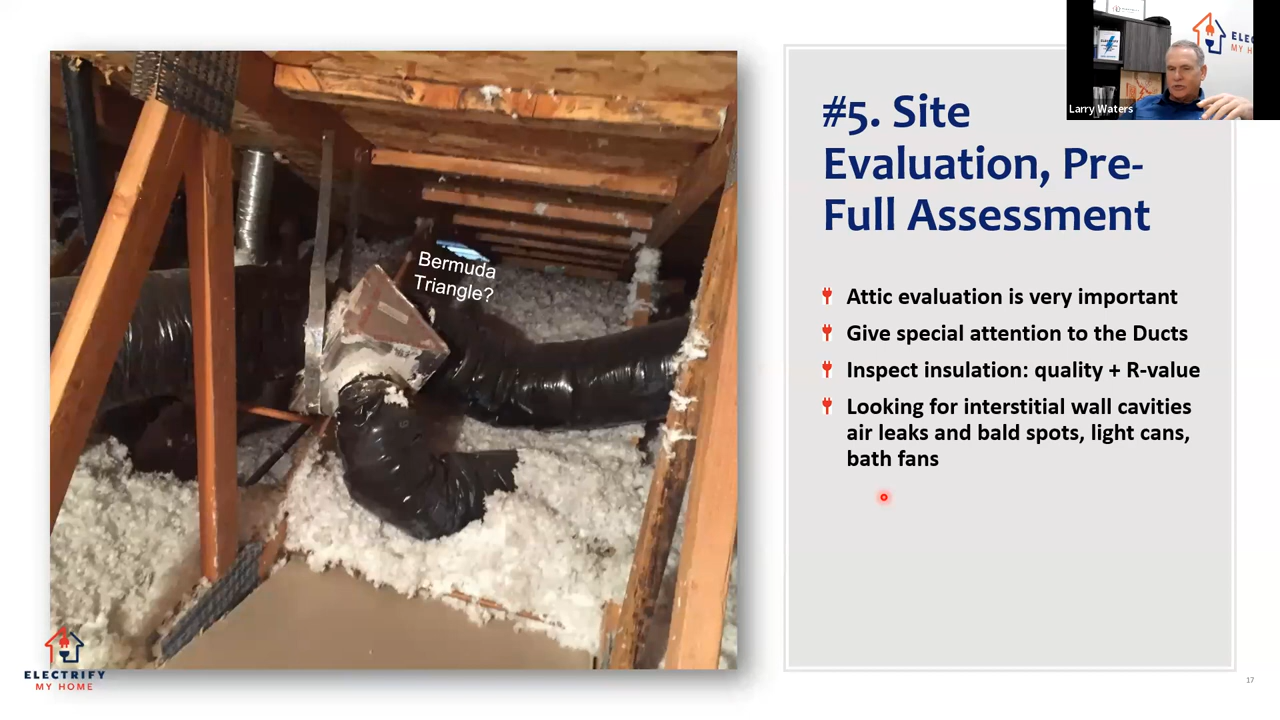 Bermuda
Triangle?
#5. Site
Evaluation, Pre-
Full Assessment
Attic evaluation is very important
Give special attention to the Ducts
Inspect insulation: quality + R-value
Looking for interstitial wall cavities
air leaks and bald spots, light cans,
bath fans
Larry Waters
ELEC
MY H
ELECTRIFY
MY HOME
17